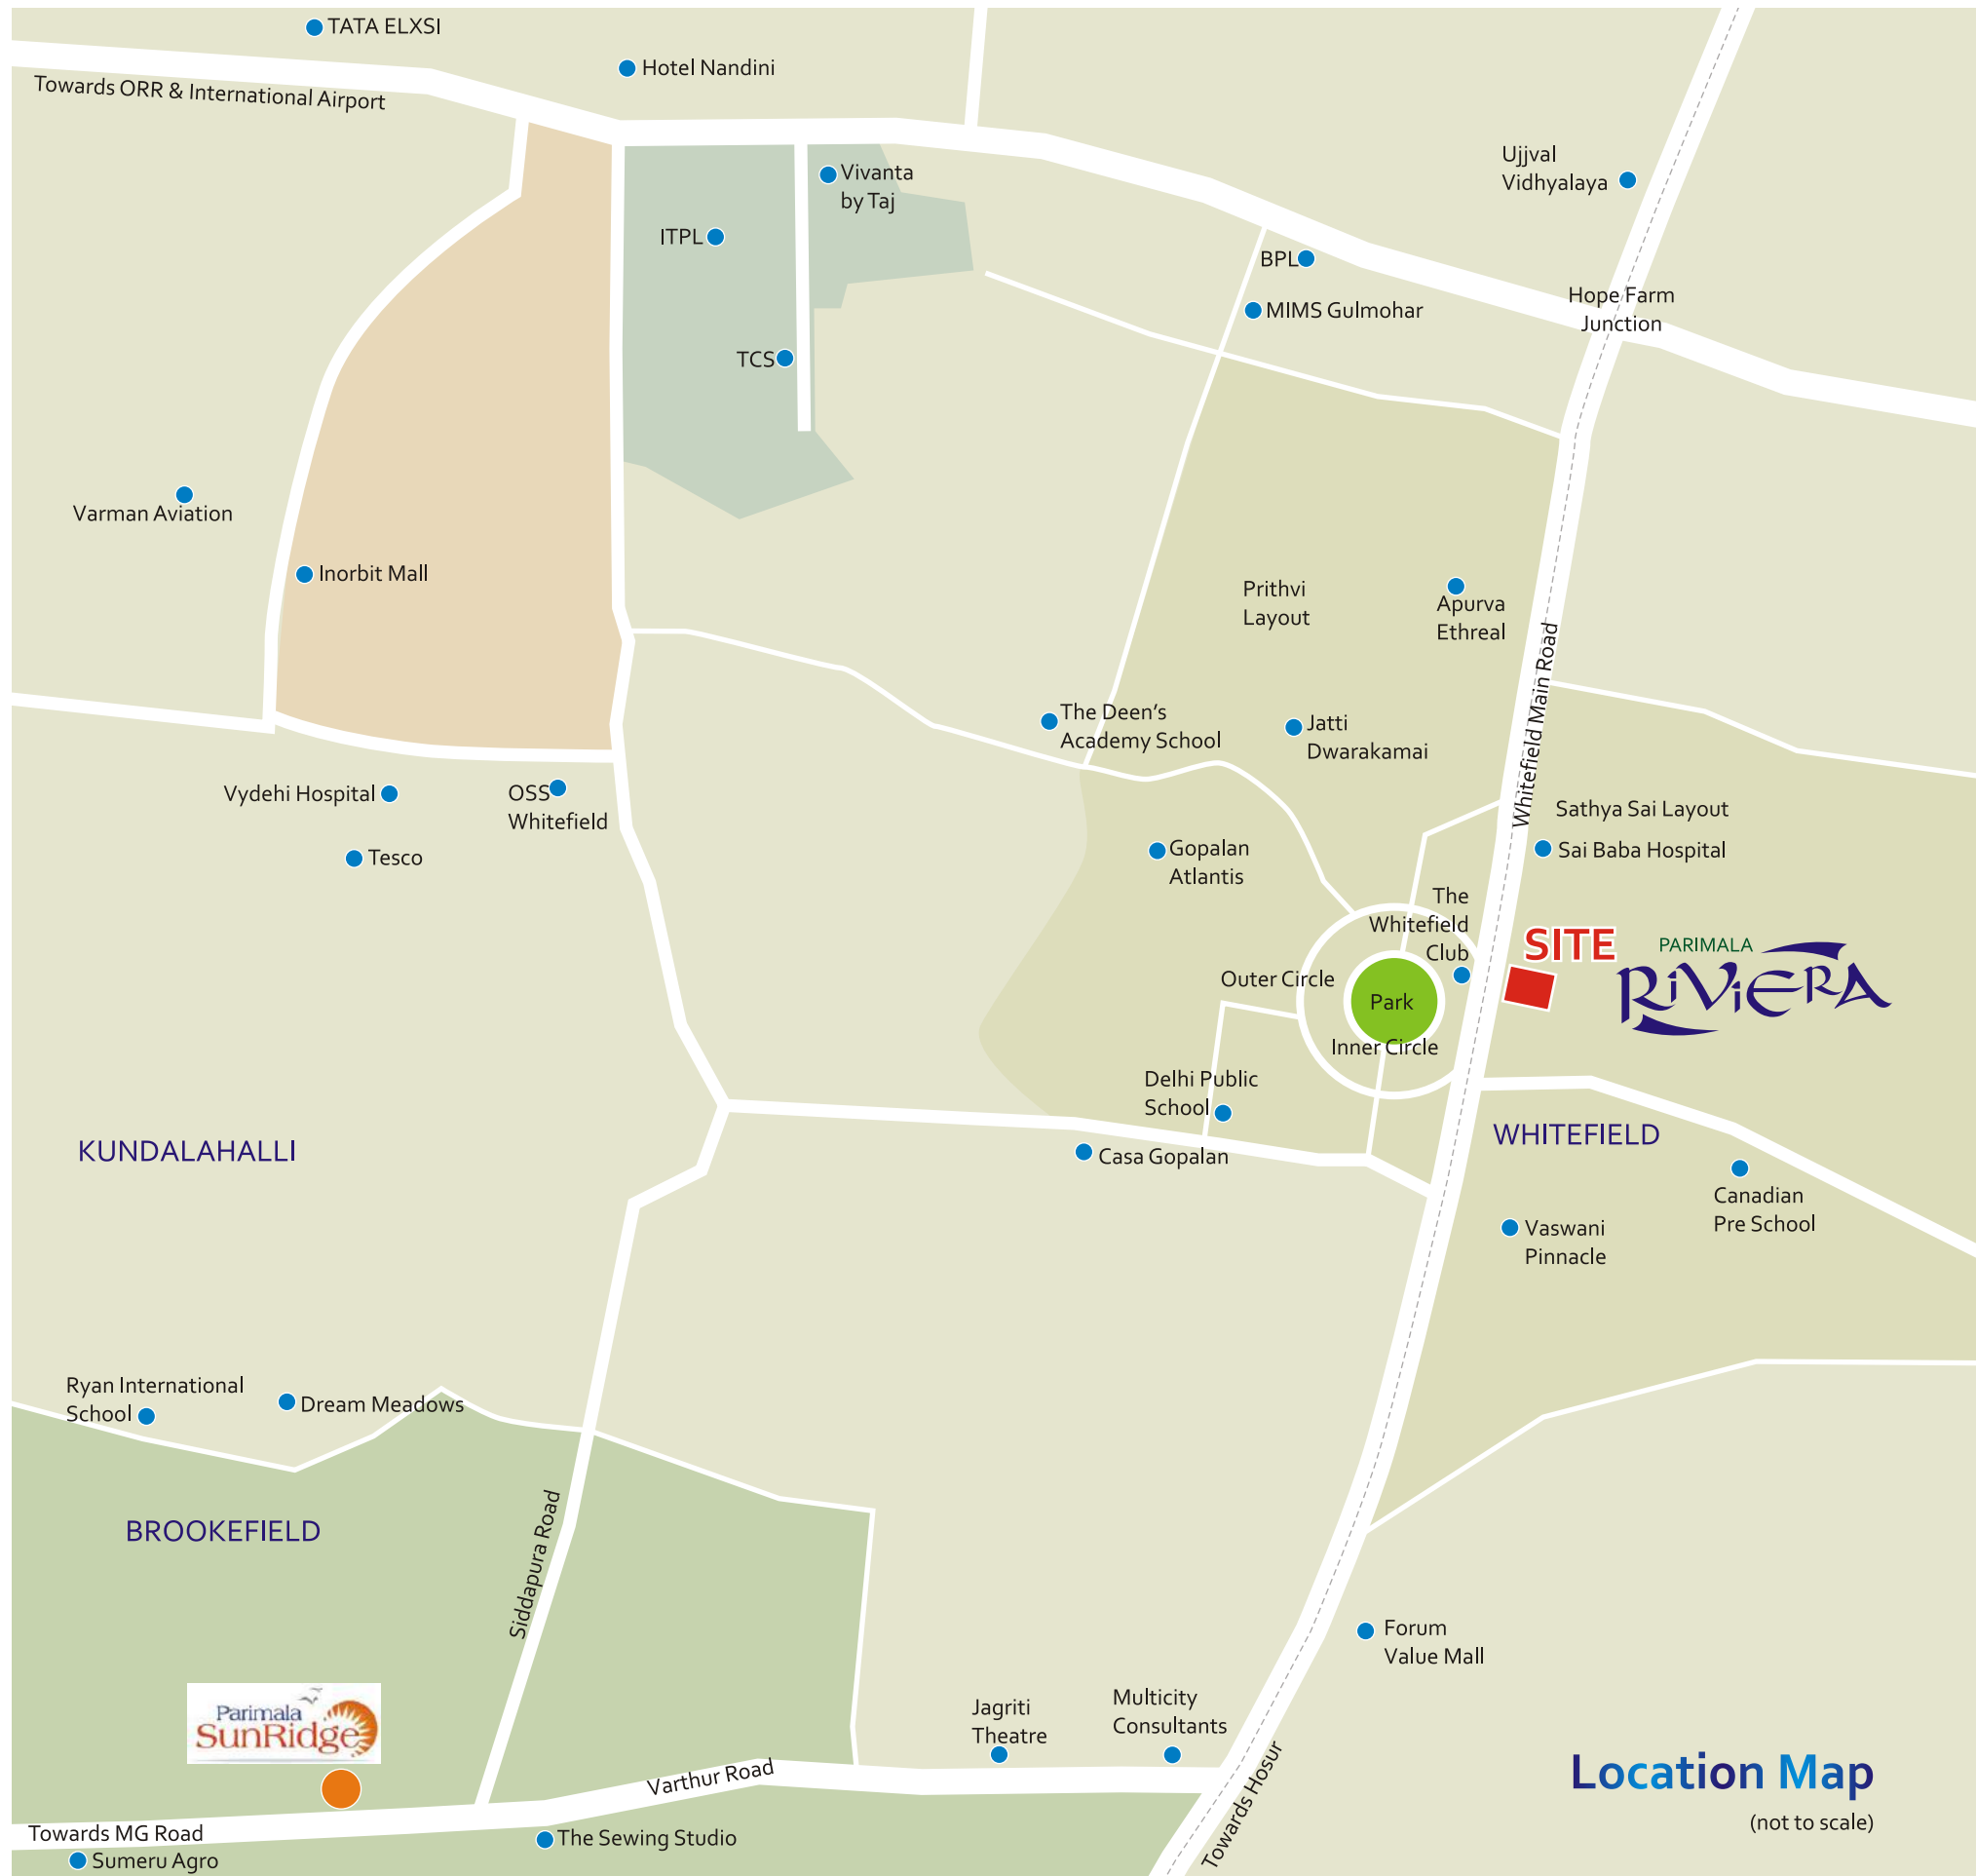 TATA ELXSI
Hotel Nandini
Towards ORR & International Airport
Vivanta
by Taj
Ujjval
Vidhyalaya
ITPL
BPL
Hope Farm
Junction
MIMS Gulmohar
TCS
Varman Aviation
Inorbit Mall
Prithvi
Layout
Apurva
Ethreal
Whitefield Main Road
The Deen's
Academy School
Jatti
Dwarakamai
Vydehi Hospital
OSS
Whitefield
Sathya Sai Layout
Tesco
Gopalan
Atlantis
Sai Baba Hospital
The
Whitefield
Club
SITE
PARIMALA
RiViERA
Outer Circle
Park
Inner Circle
Delhi Public
School
KUNDALAHALLI
Casa Gopalan
WHITEFIELD
Canadian
Pre School
Vaswani
Pinnacle
Ryan International
School
Dream Meadows
BROOKEFIELD
Siddapura Road
Forum
Value Mall
Parimala
SunRidge
Jagriti
Theatre
Multicity
Consultants
Varthur Road
Towards Hosur
Location Map
(not to scale)
Towards MG Road
The Sewing Studio
Sumeru Agro